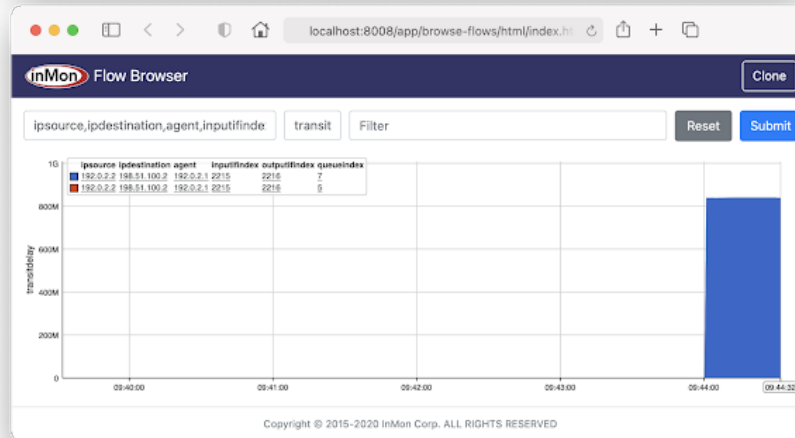 localhost:8008/app/browse-flows/html/index.ht
inMon Flow Browser Clone
ipsource,ipdestination,agent,inputifinde: transit Filter Reset Submit
ipsource ipdestination agent inputifindex outputifindex queueindex
192.0.2.2 198.51.100.2 192.0.2.1 2215 2216 7
192.0.2.2 198.51.100.2 192.0.2.1 2215 2216 5
1G
800M
600M
400M
200M
0
transitdelay
09:40:00 09:41:00 09:42:00 09:43:00 09:44:00 09:44:32
Copyright © 2015-2020 InMon Corp. ALL RIGHTS RESERVED